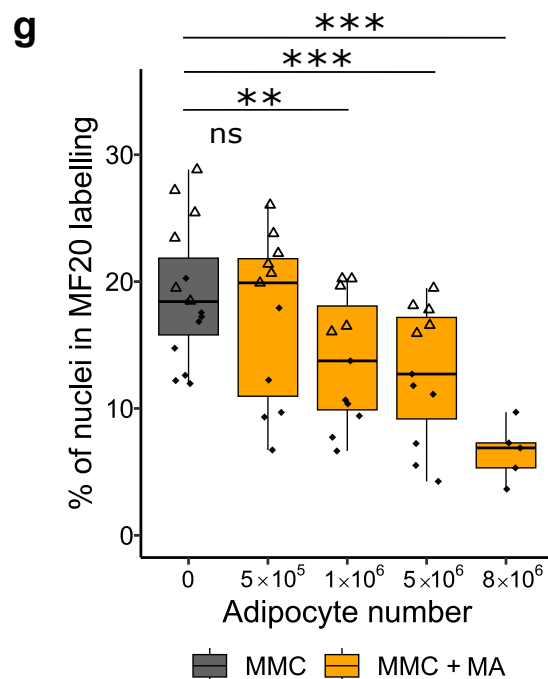 g
***
***
**
ns
% of nuclei in MF20 labelling
30
20
10
0
0 5×10⁵ 1×10⁶ 5×10⁶ 8×10⁶
Adipocyte number
MMC MMC + MA